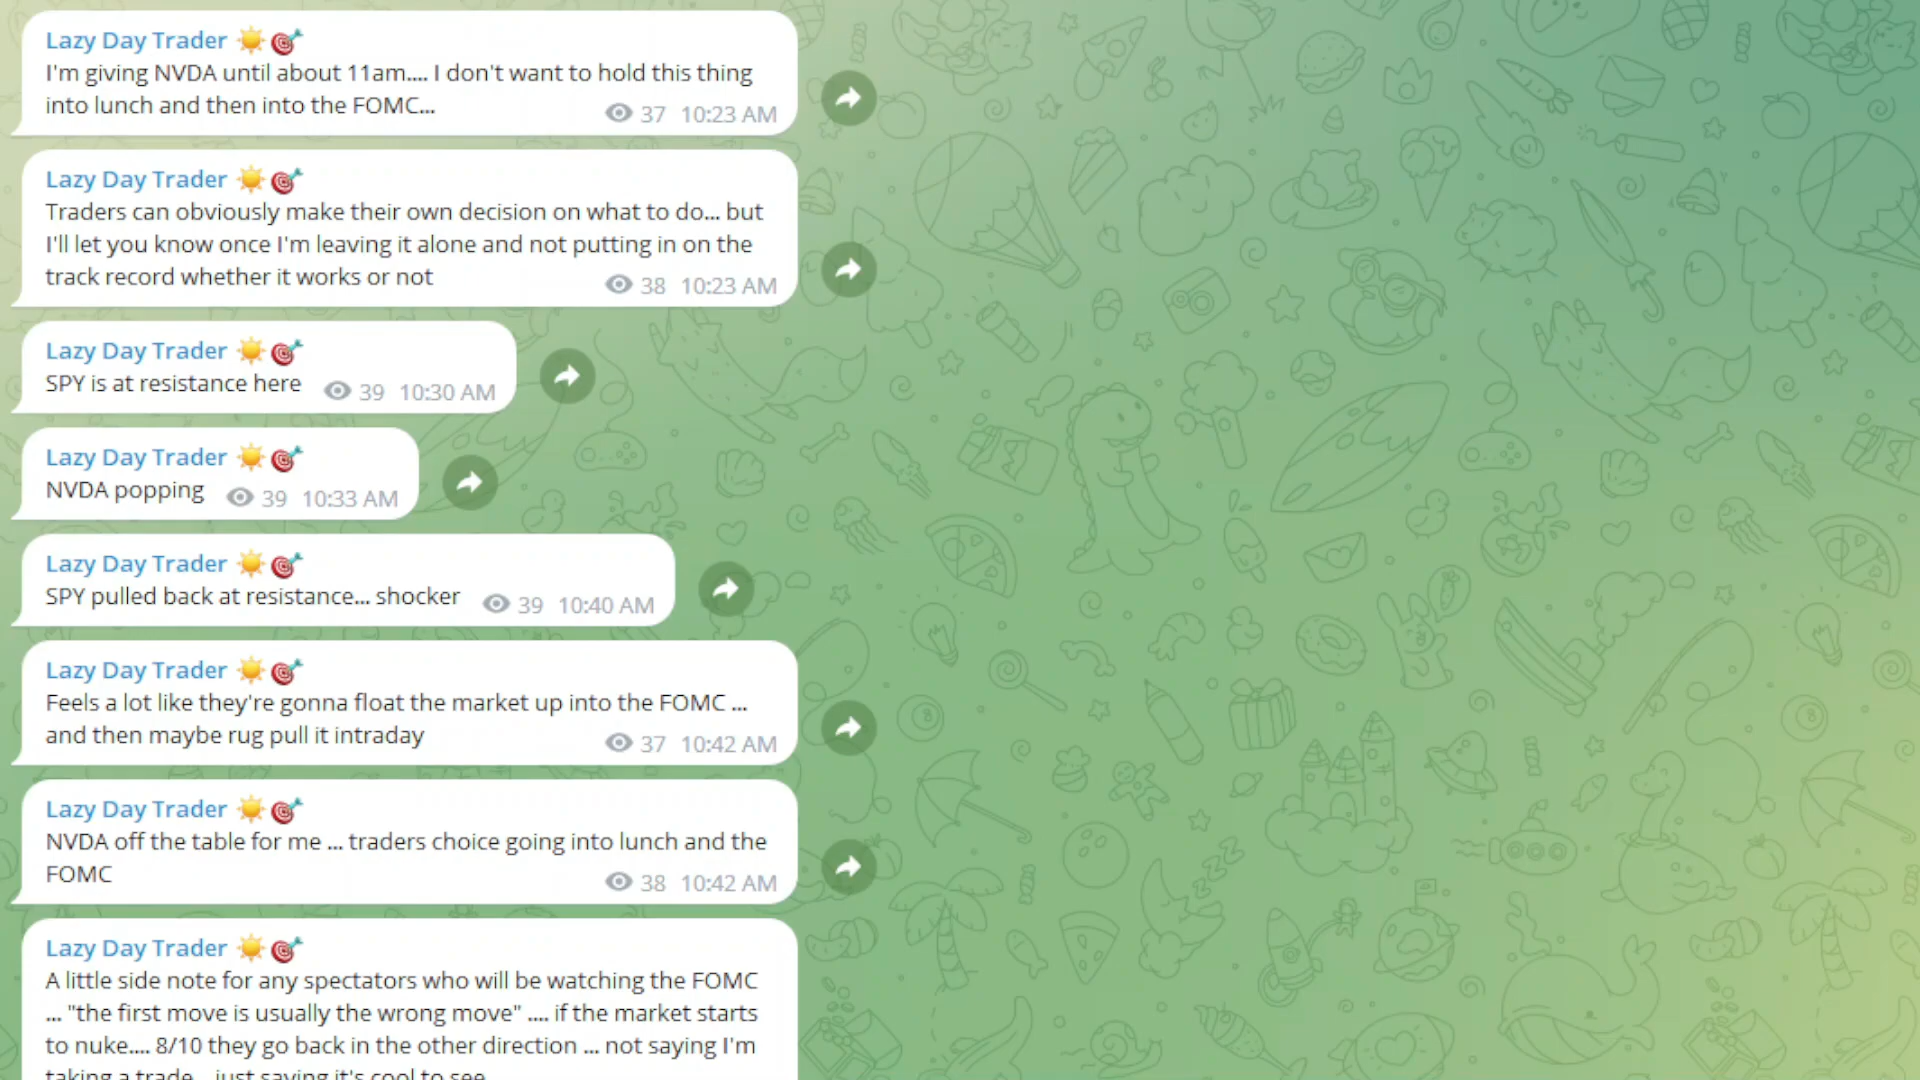 Lazy Day Trader ☀️🎯
I'm giving NVDA until about 11am.... I don't want to hold this thing
into lunch and then into the FOMC...
37 10:23 AM
Lazy Day Trader ☀️🎯
Traders can obviously make their own decision on what to do... but
I'll let you know once I'm leaving it alone and not putting in on the
track record whether it works or not
38 10:23 AM
Lazy Day Trader ☀️🎯
SPY is at resistance here
39 10:30 AM
Lazy Day Trader ☀️🎯
NVDA popping
39 10:33 AM
Lazy Day Trader ☀️🎯
SPY pulled back at resistance... shocker
39 10:40 AM
Lazy Day Trader ☀️🎯
Feels a lot like they're gonna float the market up into the FOMC ...
and then maybe rug pull it intraday
37 10:42 AM
Lazy Day Trader ☀️🎯
NVDA off the table for me ... traders choice going into lunch and the
FOMC
38 10:42 AM
Lazy Day Trader ☀️🎯
A little side note for any spectators who will be watching the FOMC
... "the first move is usually the wrong move" .... if the market starts
to nuke.... 8/10 they go back in the other direction ... not saying I'm
taking a trade... just saying it's cool to see